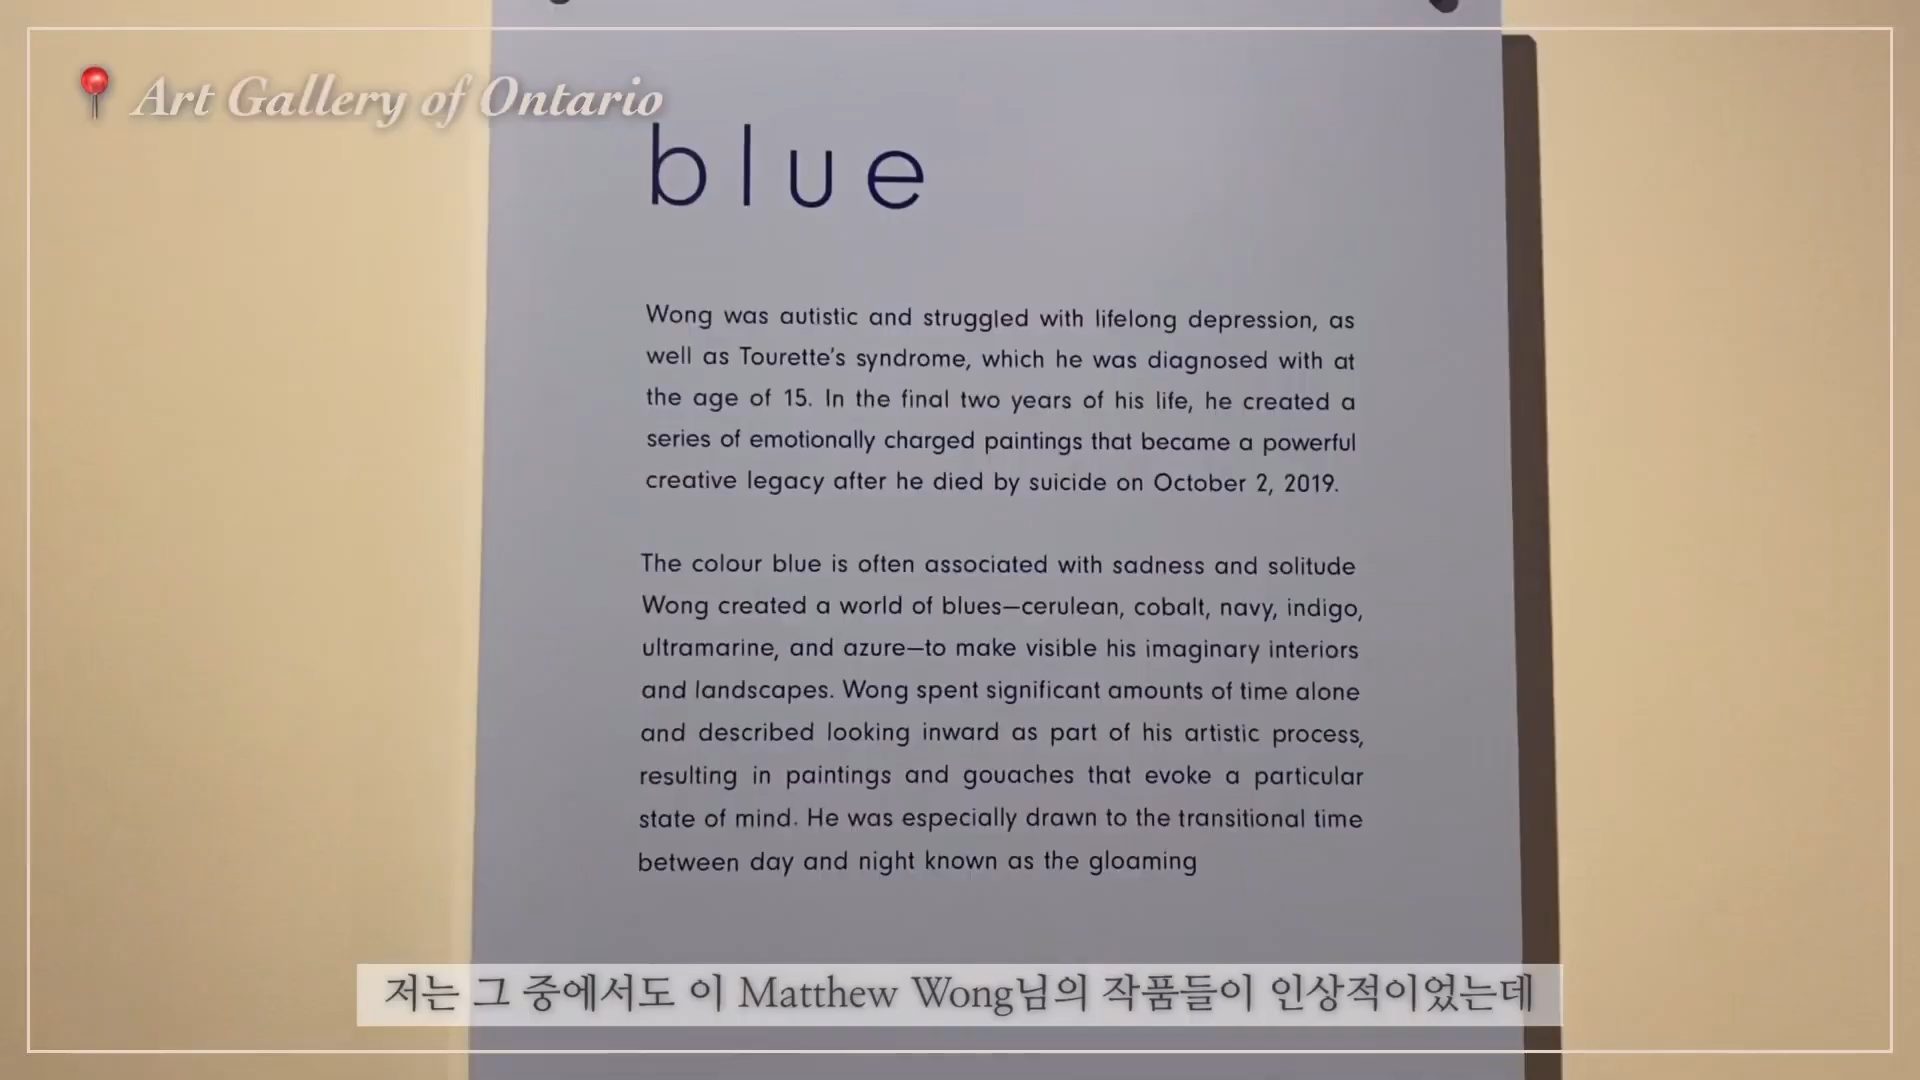 Art Gallery of Ontario
blue
Wong was autistic and struggled with lifelong depression, as
well as Tourette's syndrome, which he was diagnosed with at
the age of 15. In the final two years of his life, he created a
series of emotionally charged paintings that became a powerful
creative legacy after he died by suicide on October 2, 2019.
The colour blue is often associated with sadness and solitude
Wong created a world of blues—cerulean, cobalt, navy, indigo,
ultramarine, and azure—to make visible his imaginary interiors
and landscapes. Wong spent significant amounts of time alone
and described looking inward as part of his artistic process,
resulting in paintings and gouaches that evoke a particular
state of mind. He was especially drawn to the transitional time
between day and night known as the gloaming
저는 그 중에서도 이 Matthew Wong님의 작품들이 인상적이었는데